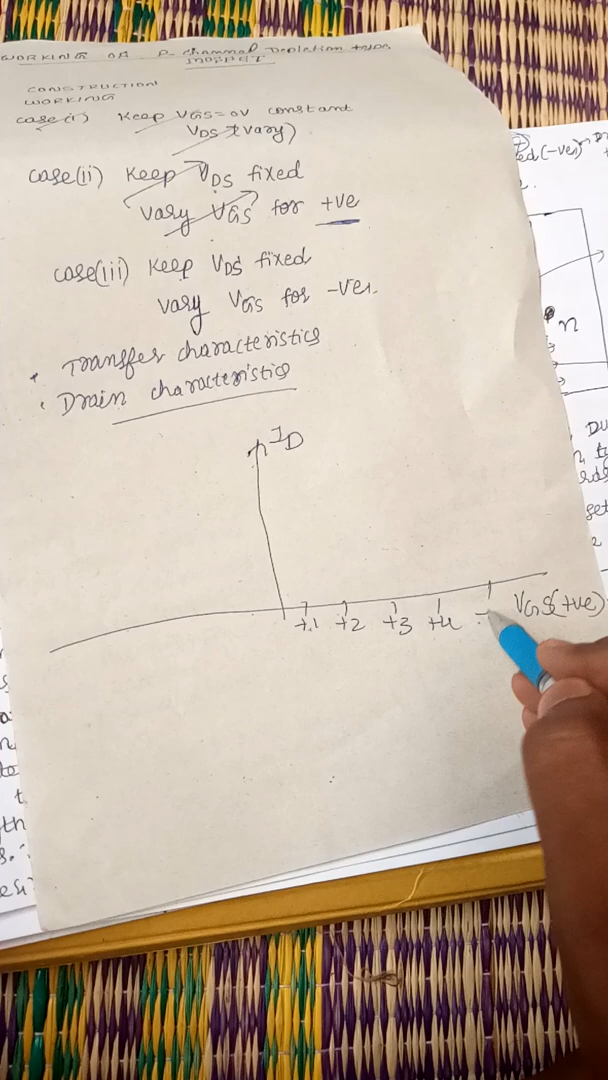 WORKING OF P-channel Depletion type
MOSFET
CONSTRUCTION
WORKING
case(i) Keep VGS=0V constant
VDS (vary)
case(ii) Keep VDS fixed
vary VGS for +ve
case(iii) Keep VDS fixed
vary VGS for -ve.
Transfer characteristics
Drain characteristics
ID
+1 +2 +3 +4 VGS(+ve)
n